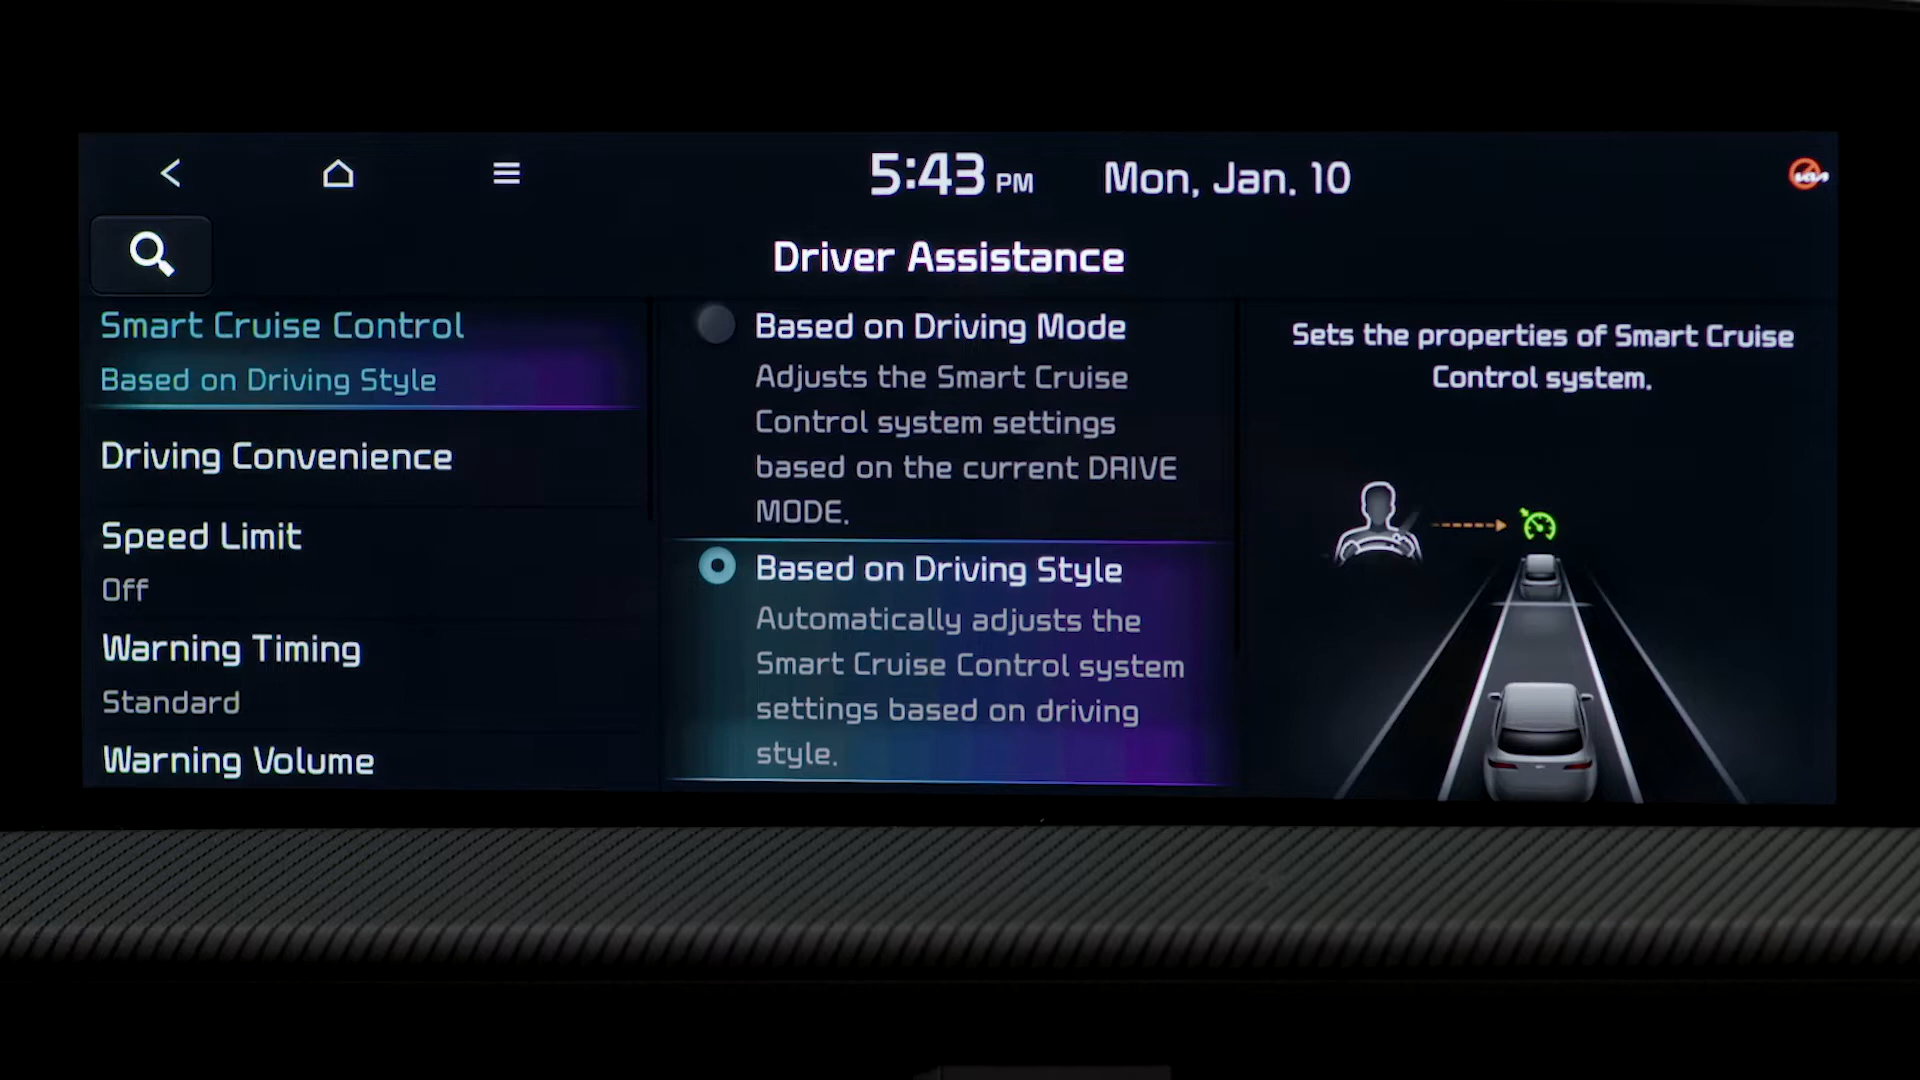 5:43 PM Mon, Jan. 10
Driver Assistance
Smart Cruise Control
Based on Driving Style
Driving Convenience
Speed Limit
Off
Warning Timing
Standard
Warning Volume
Based on Driving Mode
Adjusts the Smart Cruise
Control system settings
based on the current DRIVE
MODE.
Based on Driving Style
Automatically adjusts the
Smart Cruise Control system
settings based on driving
style.
Sets the properties of Smart Cruise
Control system.